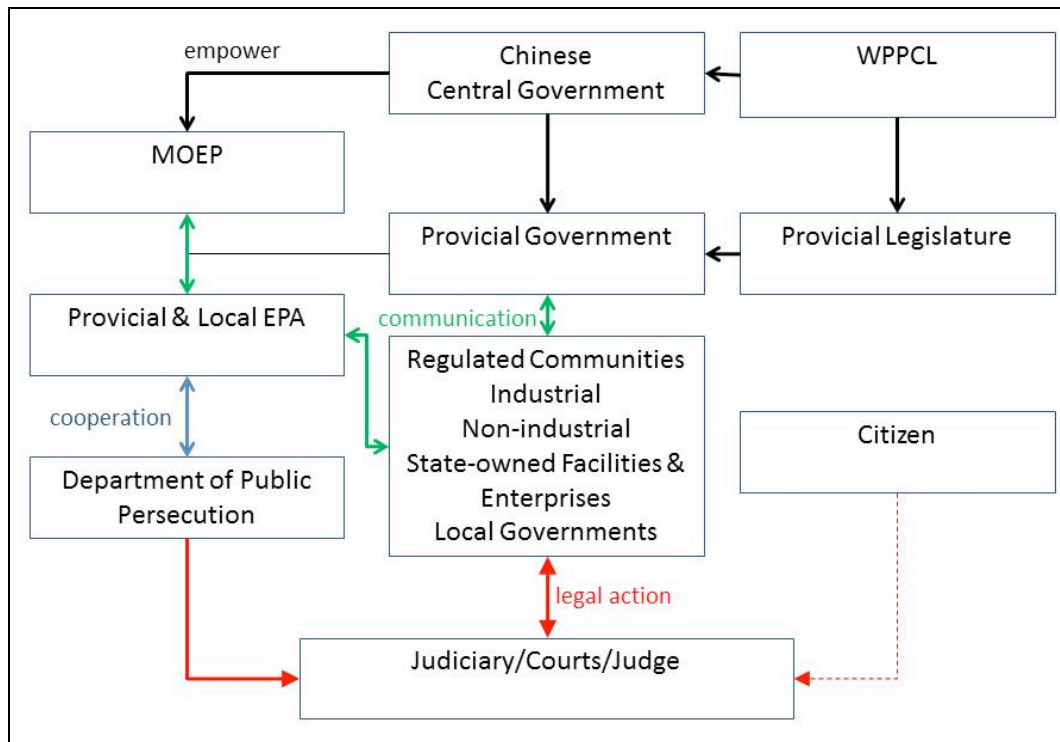 empower
Chinese
Central Government
WPPCL
MOEP
Provicial Government
Provicial Legislature
Provicial & Local EPA
communication
Regulated Communities
Industrial
Non-industrial
State-owned Facilities &
Enterprises
Local Governments
cooperation
Citizen
Department of Public
Persecution
legal action
Judiciary/Courts/Judge